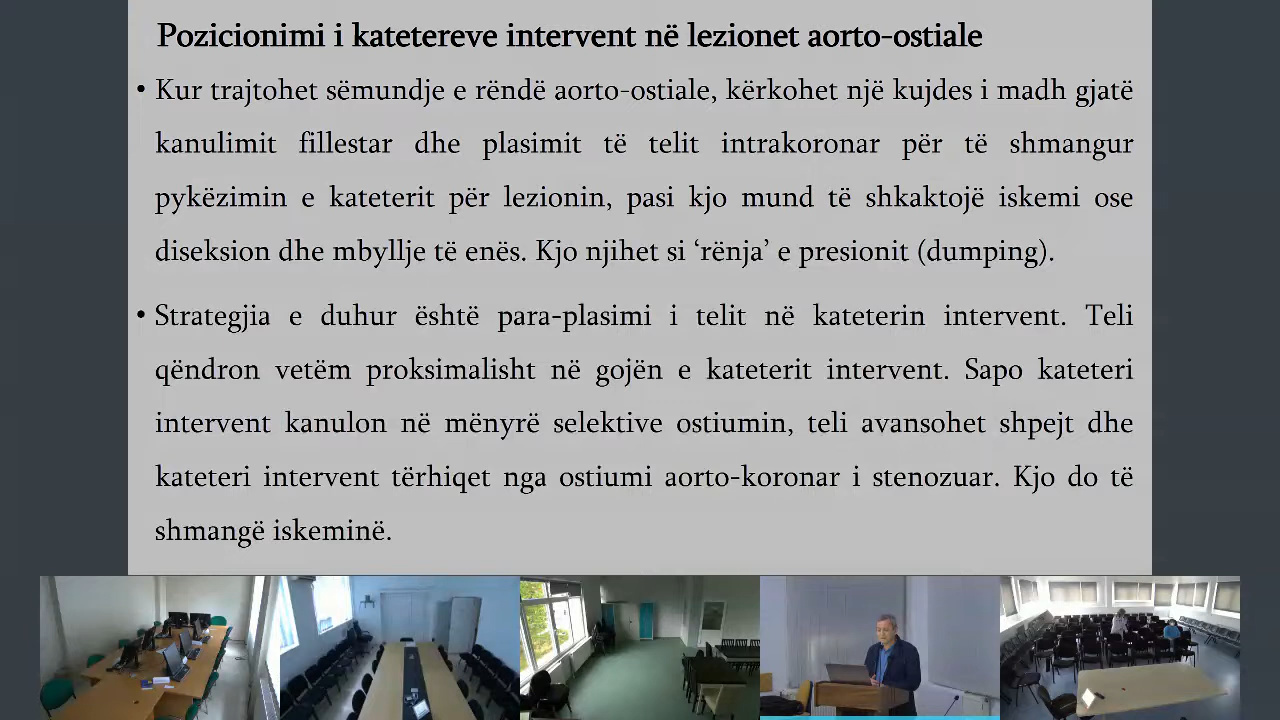 Pozicionimi i katetereve intervent në lezionet aorto-ostiale
• Kur trajtohet sëmundje e rëndë aorto-ostiale, kërkohet një kujdes i madh gjatë
kanulimit fillestar dhe plasimit të telit intrakoronar për të shmangur
pykëzimin e kateterit për lezionin, pasi kjo mund të shkaktojë iskemi ose
diseksion dhe mbyllje të enës. Kjo njihet si ‘rënja’ e presionit (dumping).
• Strategjia e duhur është para-plasimi i telit në kateterin intervent. Teli
qëndron vetëm proksimalisht në gojën e kateterit intervent. Sapo kateteri
intervent kanulon në mënyrë selektive ostiumin, teli avansohet shpejt dhe
kateteri intervent tërhiqet nga ostiumi aorto-koronar i stenozuar. Kjo do të
shmangë iskeminë.